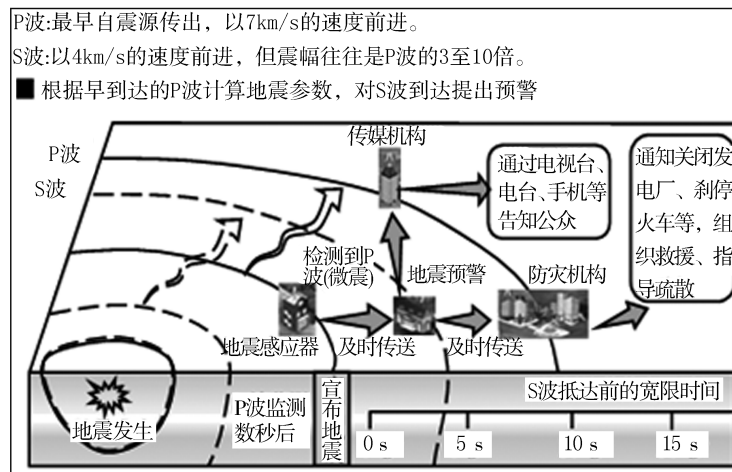 P波:最早自震源传出，以7km/s的速度前进。
S波:以4km/s的速度前进，但震幅往往是P波的3至10倍。
■ 根据早到达的P波计算地震参数，对S波到达提出预警
传媒机构
P波
S波
通过电视台、
电台、手机等
告知公众
通知关闭发
电厂、刹停
火车等，组
织救援、指
导疏散
检测到P
波(微震)
地震预警
防灾机构
地震感应器
及时传送
及时传送
地震发生
P波监测
数秒后
宣布地震
S波抵达前的宽限时间
0 s
5 s
10 s
15 s